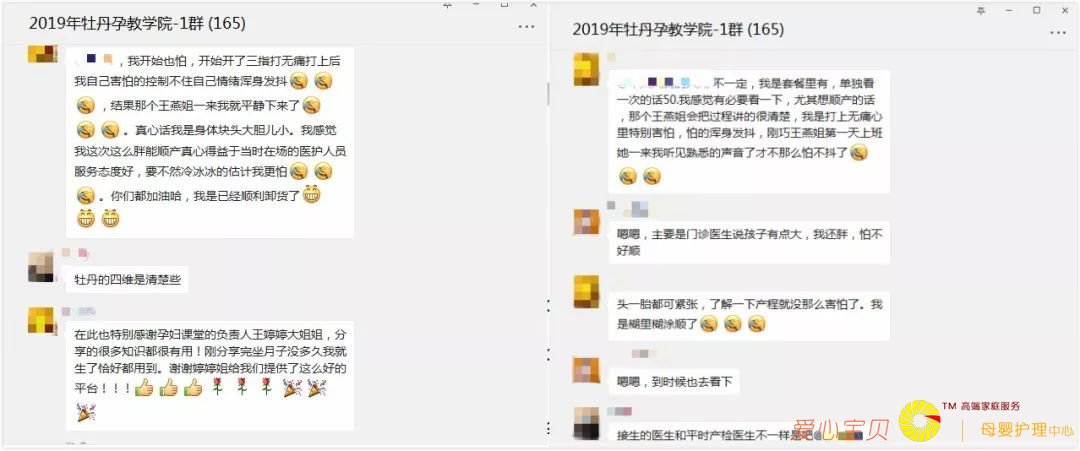 2019年牡丹孕教学院-1群 (165)
，我开始也怕，开始开了三指打无痛打上后
我自己害怕的控制不住自己情绪浑身发抖
，结果那个王燕姐一来我就平静下来了
。真心话我是身体块头大胆儿小。我感觉
我这次这么胖能顺产真心得益于当时在场的医护人员
服务态度好，要不然冷冰冰的估计我更怕
。你们都加油哈，我是已经顺利卸货了
牡丹的四维是清楚些
在此也特别感谢孕妇课堂的负责人王婷婷大姐姐，分
享的很多知识都很有用！刚分享完坐月子没多久我就
生了恰好都用到。谢谢婷婷姐给我们提供了这么好的
平台！！！
2019年牡丹孕教学院-1群 (165)
不一定，我是套餐里有，单独看
一次的话50.我感觉有必要看一下，尤其想顺产的话
，那个王燕姐会把过程讲的很清楚，我是打上无痛心
里特别害怕，怕的浑身发抖，刚巧王燕姐第一天上班
她一来我听见熟悉的声音了才不那么怕不抖了
嗯嗯，主要是门诊医生说孩子有点大，我还胖，怕不
好顺
头一胎都可紧张，了解一下产程就没那么害怕了。我
是糊里糊涂顺了
嗯嗯，到时候也去看下
接生的医生和平时产检医生不一样是吧@
爱心宝贝
TM 高端家庭服务
母婴护理中心